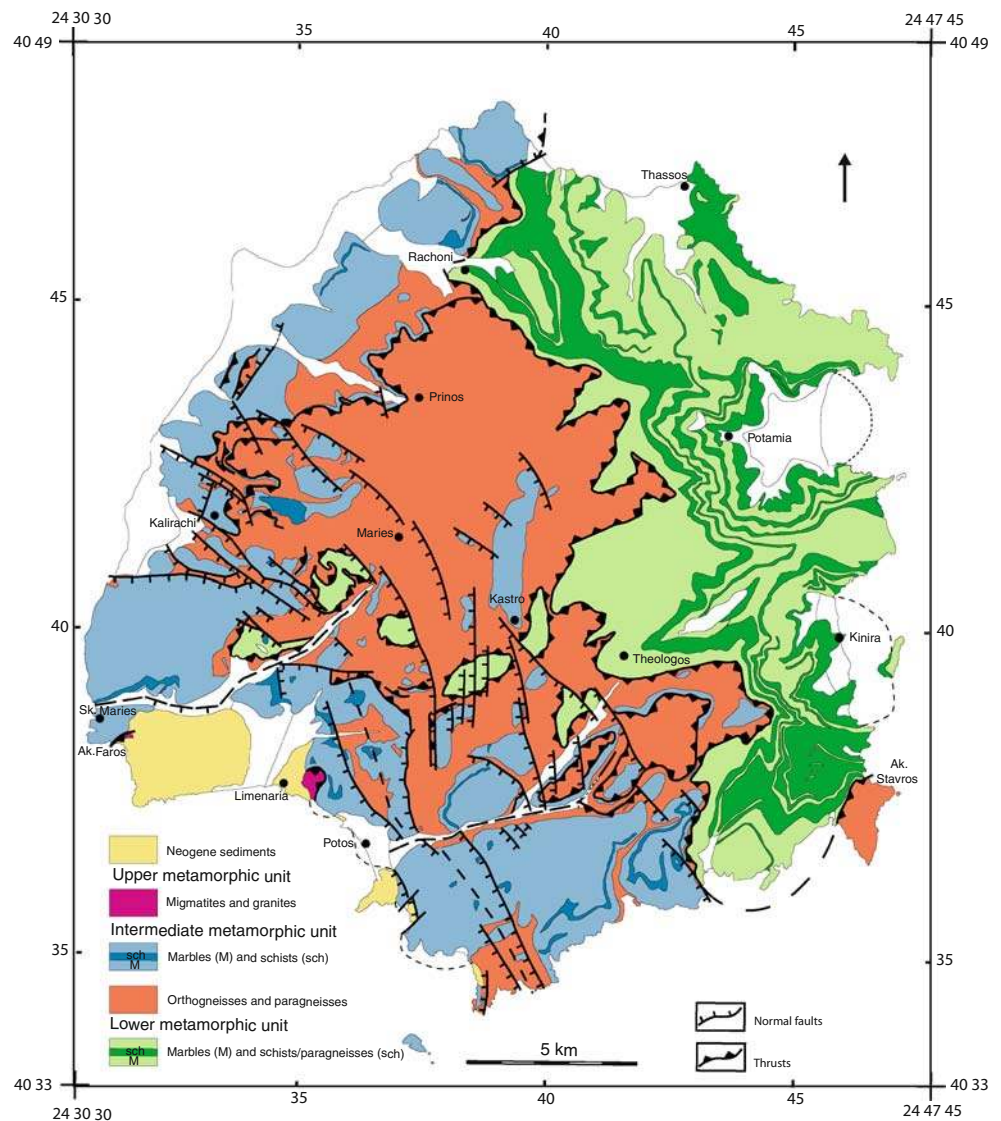 24 30 30
35
40
24 47 45
40 49
40 49
Thassos
Rachoni
45
45
Prinos
Potamia
Kalirachi
Maries
Kastro
40
40
Kinira
Theologos
Sk. Maries
Ak.Faros
Ak.
Stavros
Limenaria
Potos
Neogene sediments
Upper metamorphic unit
Migmatites and granites
Intermediate metamorphic unit
sch
M
Marbles (M) and schists (sch)
35
35
Orthogneisses and paragneisses
Lower metamorphic unit
sch
M
Marbles (M) and schists/paragneisses (sch)
Normal faults
Thrusts
5 km
40 33
40 33
24 30 30
35
40
45
24 47 45
45